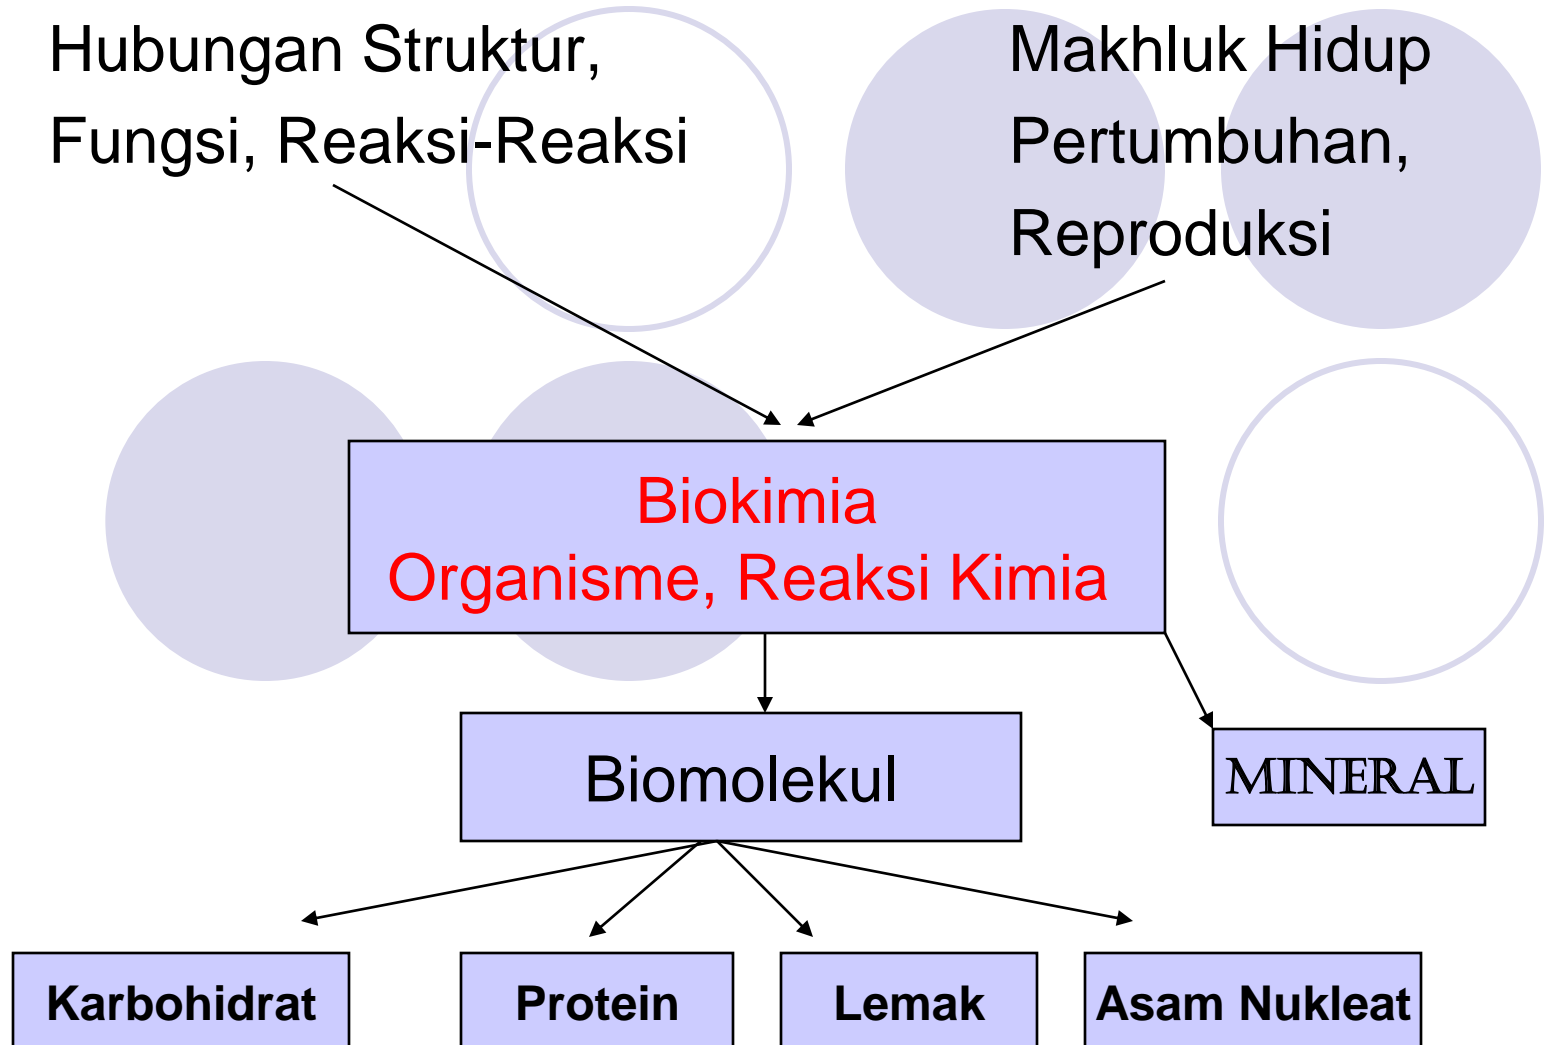 Hubungan Struktur,
Fungsi, Reaksi-Reaksi
Makhluk Hidup
Pertumbuhan,
Reproduksi
Biokimia
Organisme, Reaksi Kimia
Biomolekul
MINERAL
Karbohidrat
Protein
Lemak
Asam Nukleat